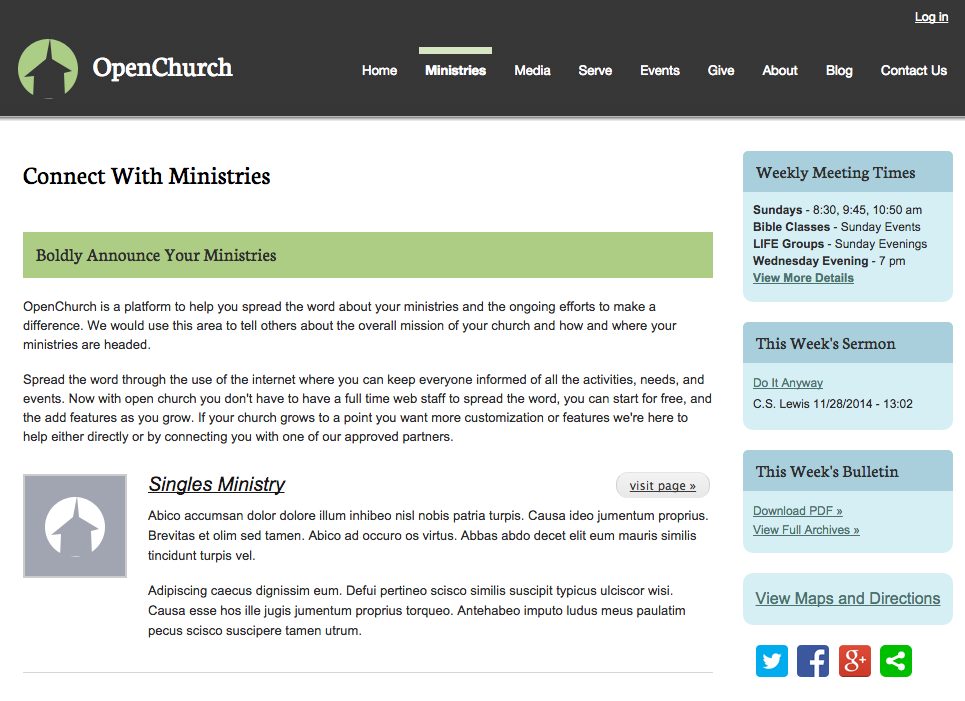 Log in
OpenChurch
Home Ministries Media Serve Events Give About Blog Contact Us
Connect With Ministries
Boldly Announce Your Ministries
OpenChurch is a platform to help you spread the word about your ministries and the ongoing efforts to make a
difference. We would use this area to tell others about the overall mission of your church and how and where your
ministries are headed.
Spread the word through the use of the internet where you can keep everyone informed of all the activities, needs, and
events. Now with open church you don't have to have a full time web staff to spread the word, you can start for free, and
the add features as you grow. If your church grows to a point you want more customization or features we're here to
help either directly or by connecting you with one of our approved partners.
Singles Ministry
visit page »
Abico accumsan dolor dolore illum inhibeo nisl nobis patria turpis. Causa ideo jumentum proprius.
Brevitas et olim sed tamen. Abico ad occuro os virtus. Abbas abdo decet elit eum mauris similis
tincidunt turpis vel.
Adipiscing caecus dignissim eum. Defui pertineo scisco similis suscipit typicus ulciscor wisi.
Causa esse hos ille jugis jumentum proprius torqueo. Antehabeo imputo ludus meus paulatim
pecus scisco suscipere tamen utrum.
Weekly Meeting Times
Sundays - 8:30, 9:45, 10:50 am
Bible Classes - Sunday Events
LIFE Groups - Sunday Evenings
Wednesday Evening - 7 pm
View More Details
This Week's Sermon
Do It Anyway
C.S. Lewis 11/28/2014 - 13:02
This Week's Bulletin
Download PDF »
View Full Archives »
View Maps and Directions
f
g+